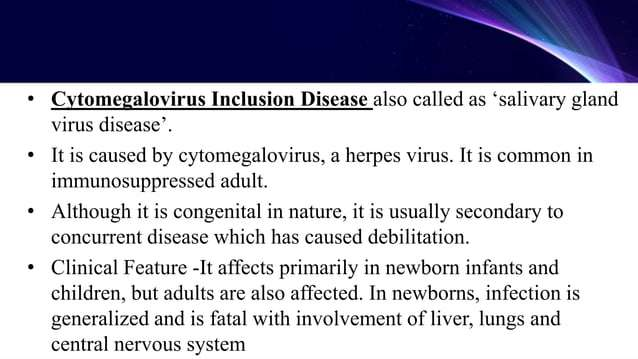 • Cytomegalovirus Inclusion Disease also called as ‘salivary gland
virus disease’.
• It is caused by cytomegalovirus, a herpes virus. It is common in
immunosuppressed adult.
• Although it is congenital in nature, it is usually secondary to
concurrent disease which has caused debilitation.
• Clinical Feature -It affects primarily in newborn infants and
children, but adults are also affected. In newborns, infection is
generalized and is fatal with involvement of liver, lungs and
central nervous system